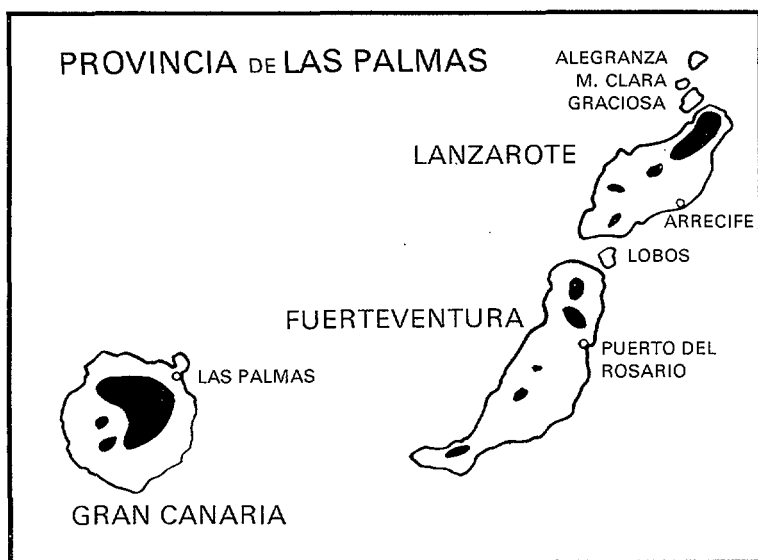 PROVINCIA DE LAS PALMAS
ALEGRANZA
M. CLARA
GRACIOSA
LANZAROTE
ARRECIFE
LOBOS
FUERTEVENTURA
PUERTO DEL
ROSARIO
LAS PALMAS
GRAN CANARIA